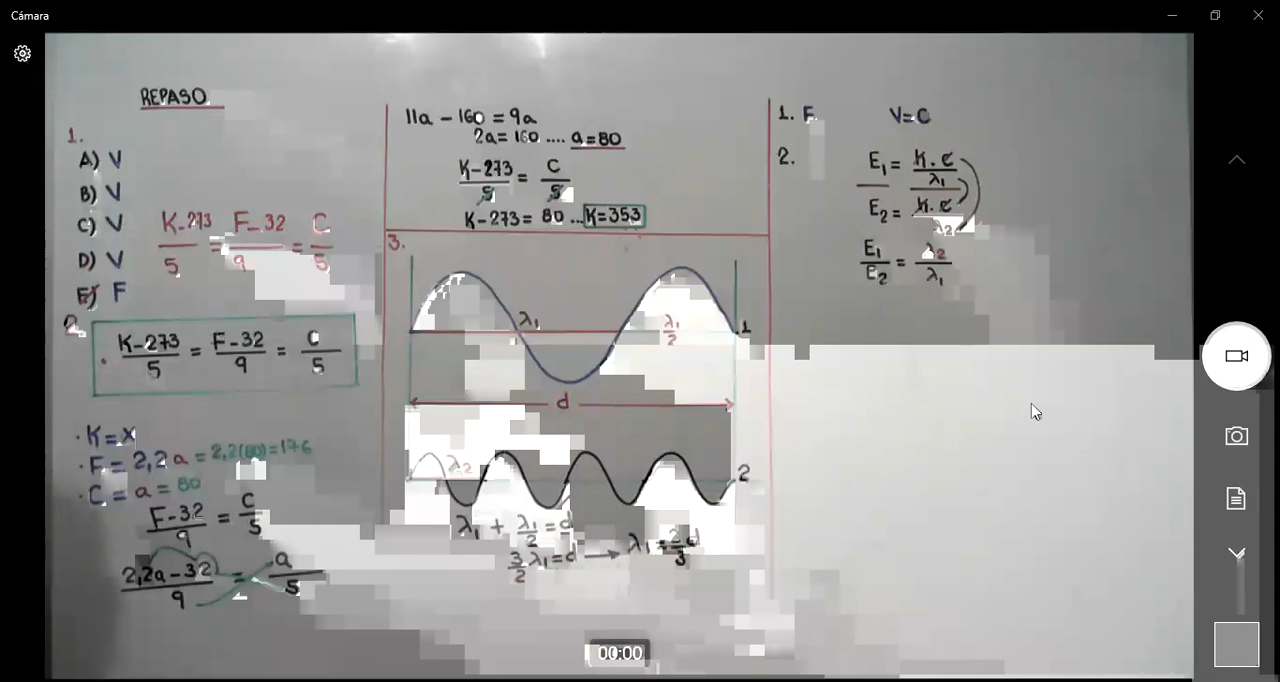 Cámara
REPASO
1.
A) V
B) V
C) V
D) V
E) F
K-273/5 = F-32/9 = C/5
2.
. K-273/5 = F-32/9 = C/5
. K = X
. F = 2,2a = 2,2(80) = 176
. C = a = 80
F-32/9 = C/5
2,2a-32/9 = a/5
11a - 160 = 9a
2a = 160 .... a = 80
K-273/5 = C/5
K-273 = 80 ... K=353
3.
λ1
λ1/2
1
d
λ2
2
λ1 + λ1/2 = d
3/2 λ1 = d → λ1 = 2d/3
1. F
V=C
2.
E1 = K.C/λ1
E2 = K.C/λ2
E1/E2 = λ2/λ1
00:00